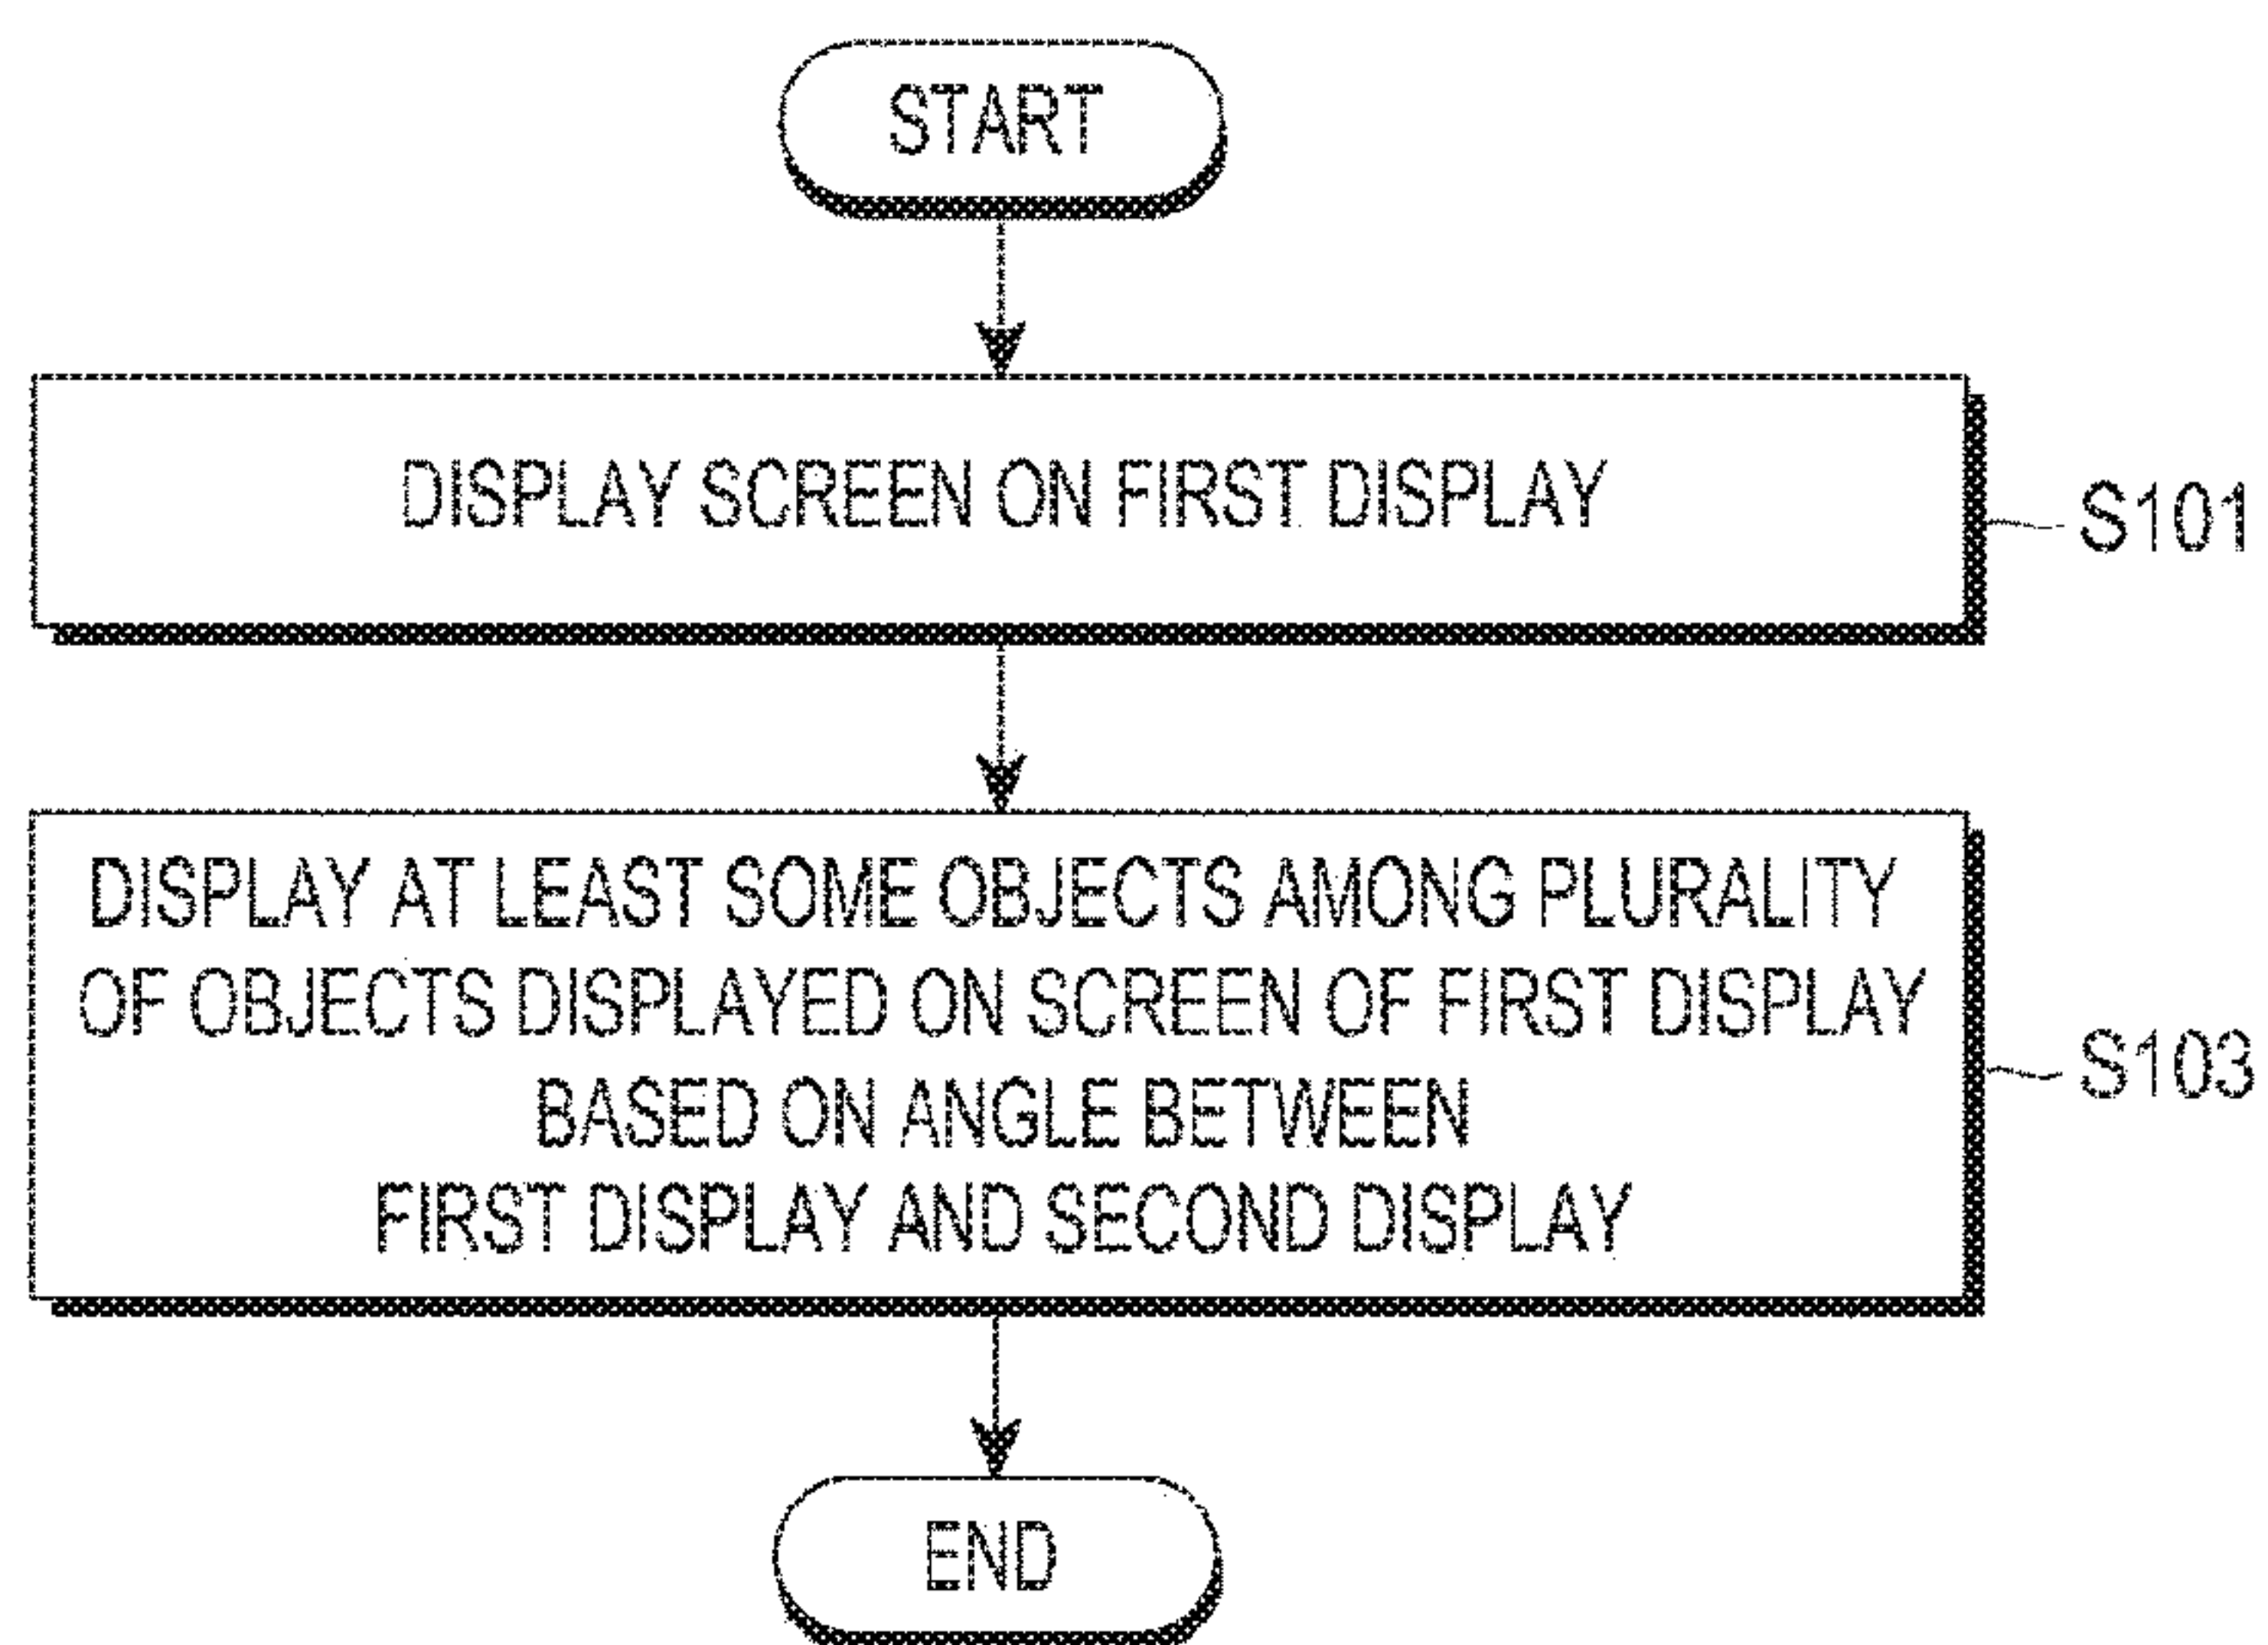 START
DISPLAY SCREEN ON FIRST DISPLAY
S101
DISPLAY AT LEAST SOME OBJECTS AMONG PLURALITY
OF OBJECTS DISPLAYED ON SCREEN OF FIRST DISPLAY
BASED ON ANGLE BETWEEN
FIRST DISPLAY AND SECOND DISPLAY
S103
END